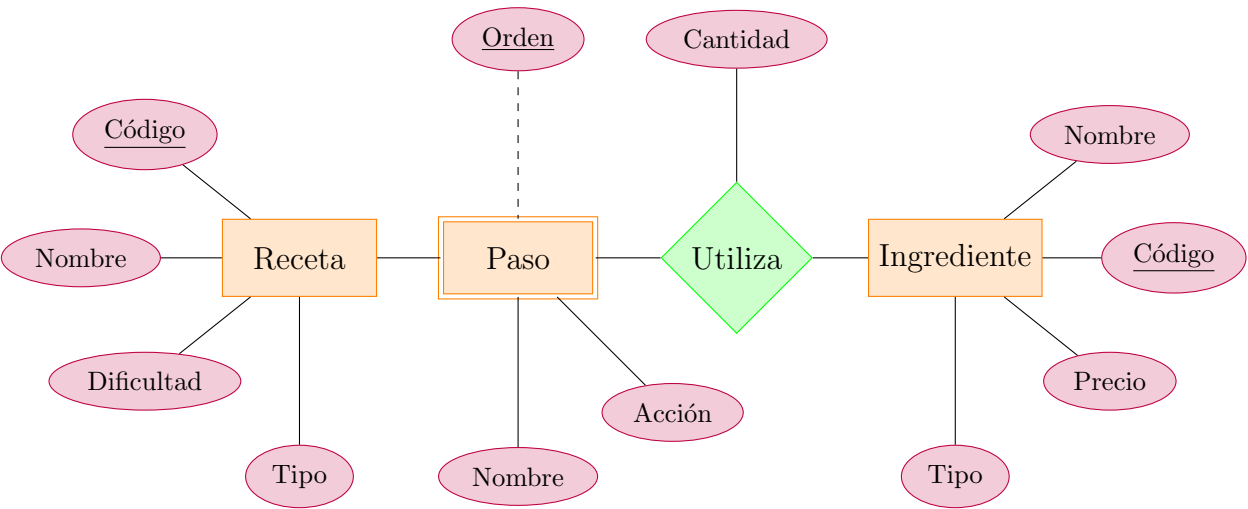 Orden
Cantidad
Código
Nombre
Nombre
Receta
Paso
Utiliza
Ingrediente
Código
Dificultad
Acción
Precio
Tipo
Nombre
Tipo